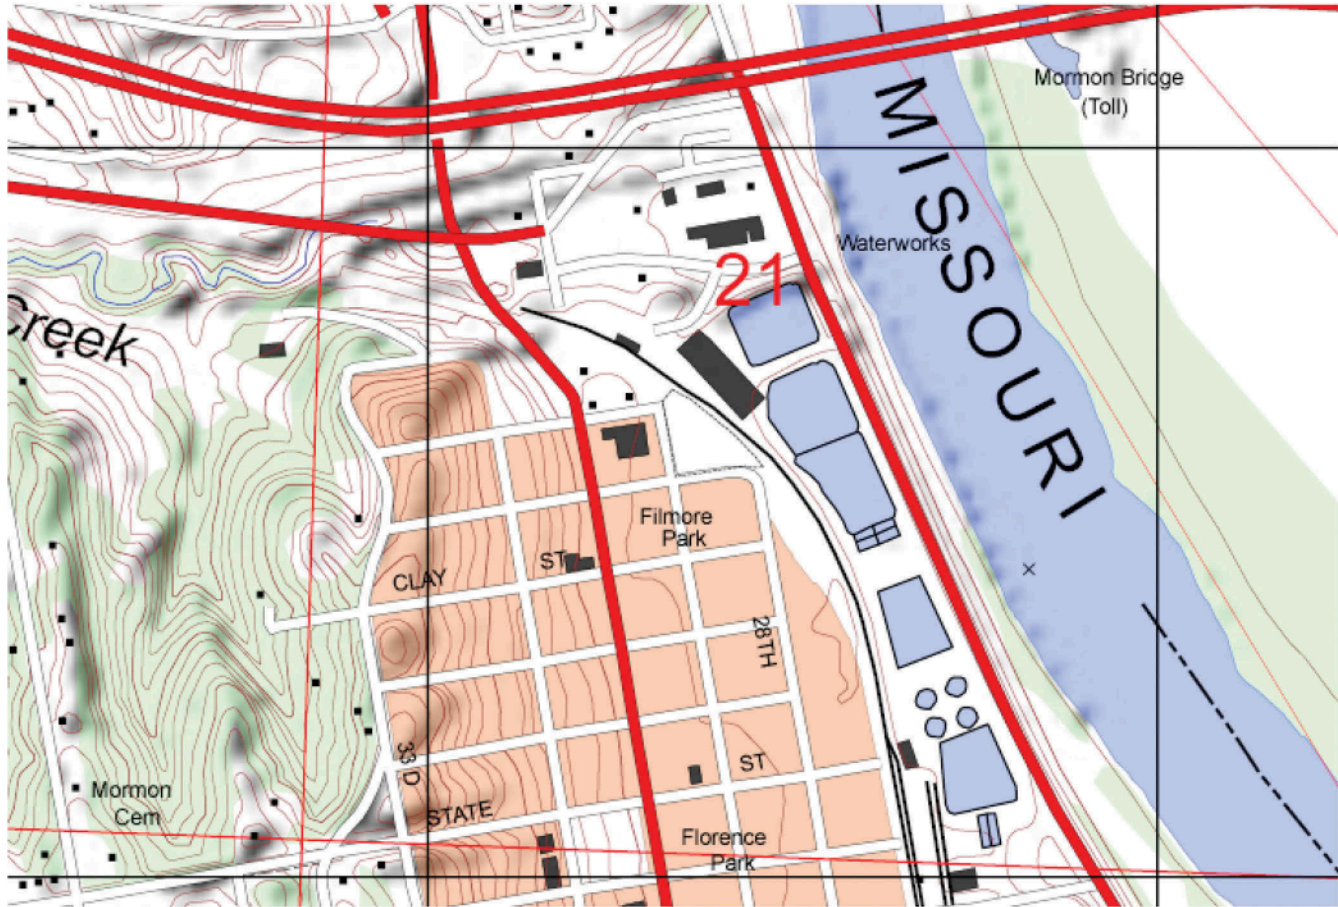 Mormon Bridge
(Toll)
MISSOURI
Waterworks
21
Creek
Filmore
Park
CLAY
ST
28TH
33 D
ST
STATE
Mormon
Cem
Florence
Park